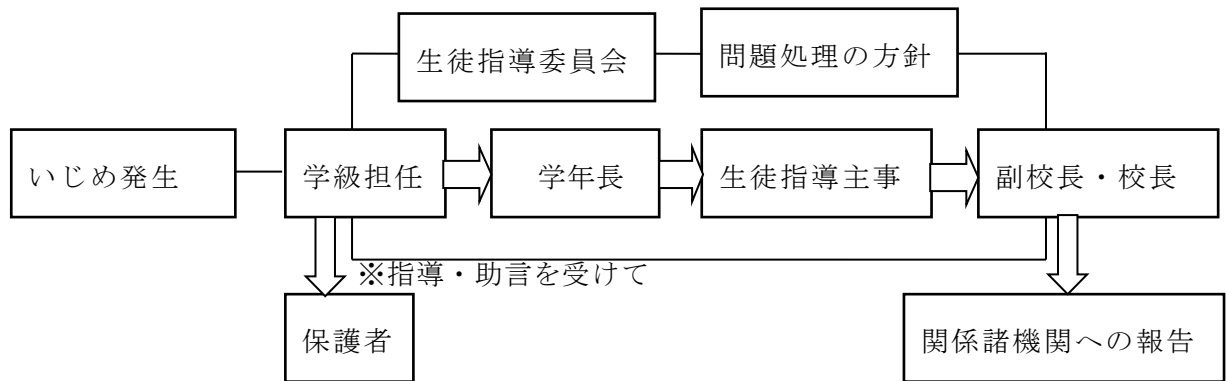 生徒指導委員会
問題処理の方針
いじめ発生
学級担任
学年長
生徒指導主事
副校長・校長
※指導・助言を受けて
保護者
関係諸機関への報告